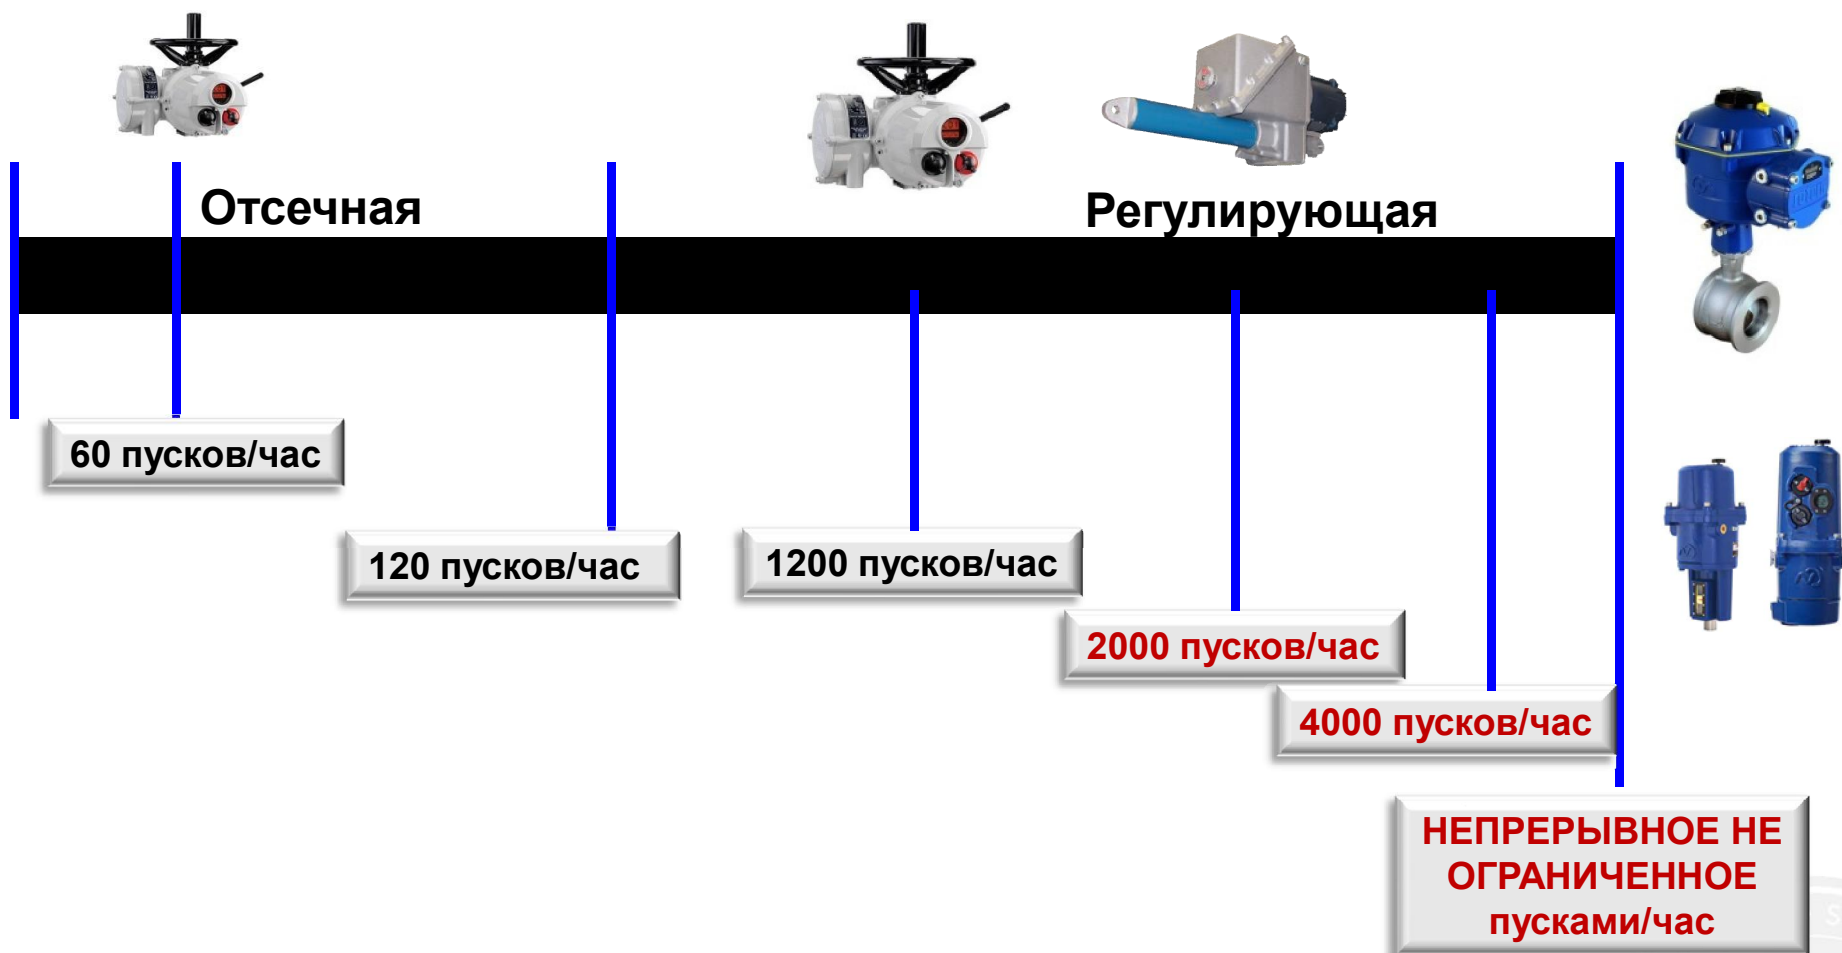 Отсечная
Регулирующая
60 пусков/час
120 пусков/час
1200 пусков/час
2000 пусков/час
4000 пусков/час
НЕПРЕРЫВНОЕ НЕ
ОГРАНИЧЕННОЕ
пусками/час